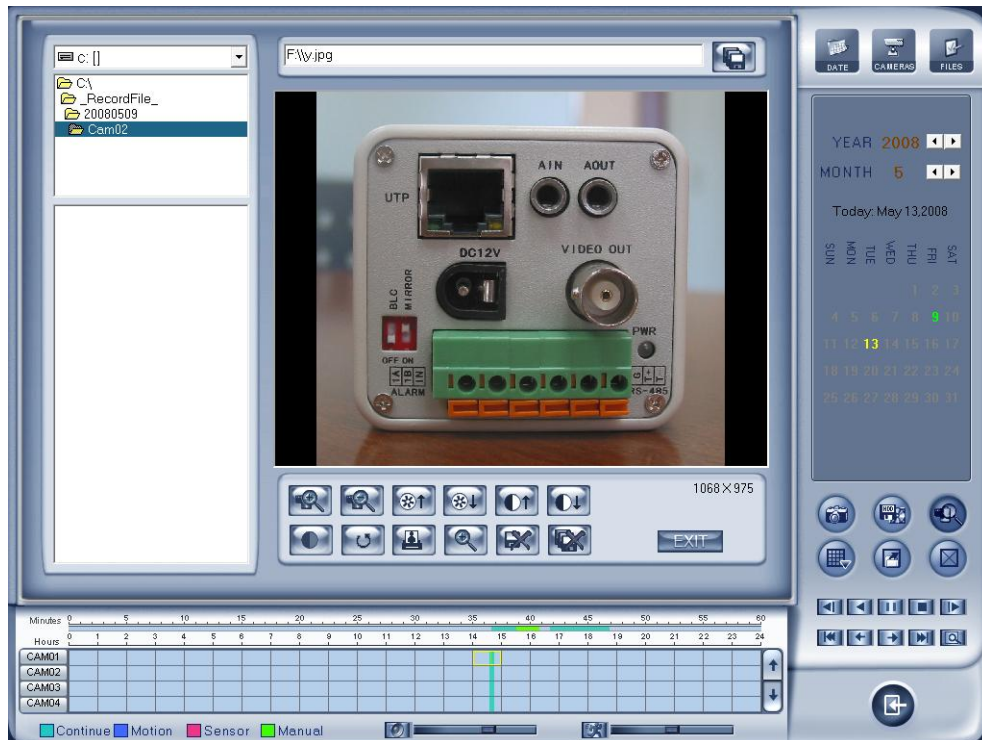 c: []
C:\
_RecordFile_
20080509
Cam02
F:\\y.jpg
AIN AOUT
UTP
DC12V VIDEO OUT
BLC
MIRROR
PWR
OFF ON
1A 1B IN
ALARM
G T+ T-
RS-485
1068×975
EXIT
DATE CAMERAS FILES
YEAR 2008
MONTH 5
Today: May 13,2008
SUN MON TUE WED THU FRI SAT
1 2 3
4 5 6 7 8 9 10
11 12 13 14 15 16 17
18 19 20 21 22 23 24
25 26 27 28 29 30 31
HDD
Minutes 0 5 10 15 20 25 30 35 40 45 50 55 60
Hours 0 1 2 3 4 5 6 7 8 9 10 11 12 13 14 15 16 17 18 19 20 21 22 23 24
CAM01
CAM02
CAM03
CAM04
Continue Motion Sensor Manual